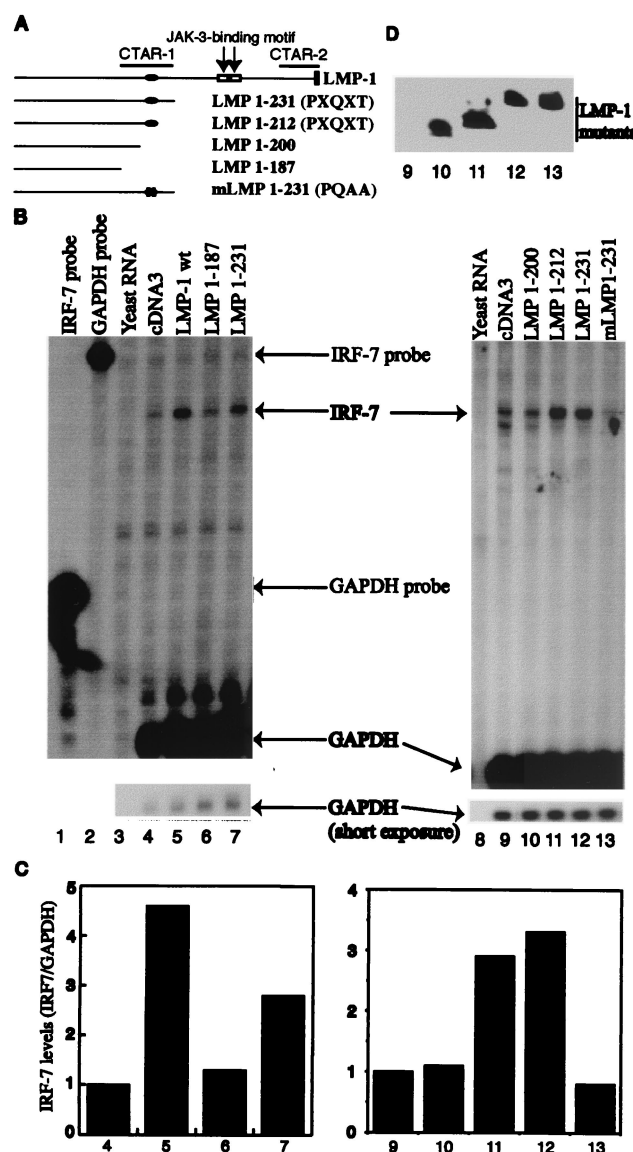 A
JAK-3-binding motif
CTAR-1
CTAR-2
LMP-1
LMP 1-231 (PXQXT)
LMP 1-212 (PXQXT)
LMP 1-200
LMP 1-187
mLMP 1-231 (PQAA)
D
LMP-1
mutants
9 10 11 12 13
B
IRF-7 probe
GAPDH probe
Yeast RNA
cDNA3
LMP-1 wt
LMP 1-187
LMP 1-231
Yeast RNA
cDNA3
LMP 1-200
LMP 1-212
LMP 1-231
mLMP1-231
IRF-7 probe
IRF-7
GAPDH probe
GAPDH
GAPDH
(short exposure)
1 2 3 4 5 6 7
8 9 10 11 12 13
C
IRF-7 levels (IRF7/GAPDH)
5
4
3
2
1
0
4 5 6 7
4
3
2
1
0
9 10 11 12 13